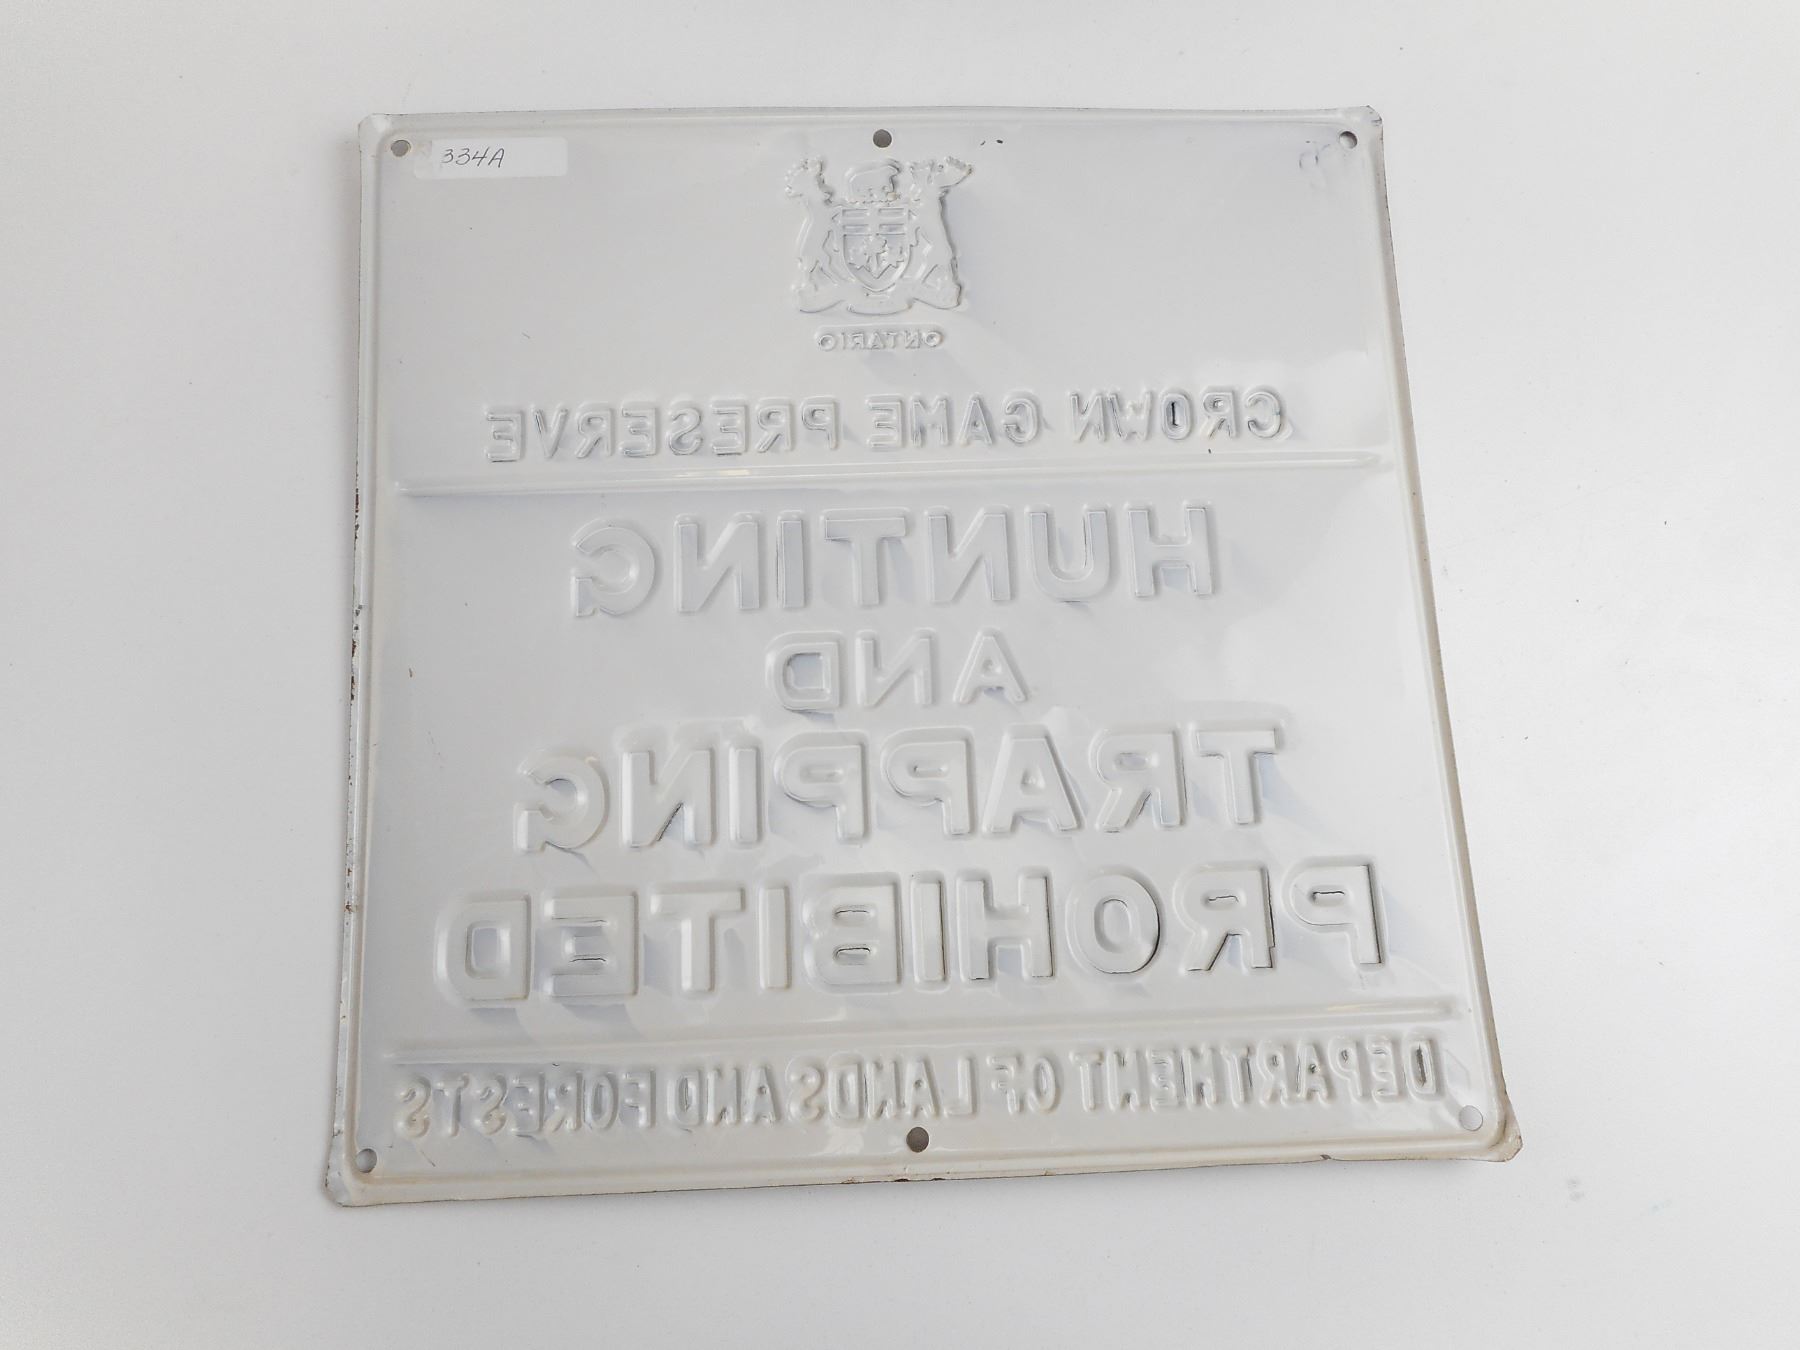 334A
ONTARIO
CROWN GAME PRESERVE
HUNTING
AND
TRAPPING
PROHIBITED
DEPARTMENT OF LANDS AND FORESTS